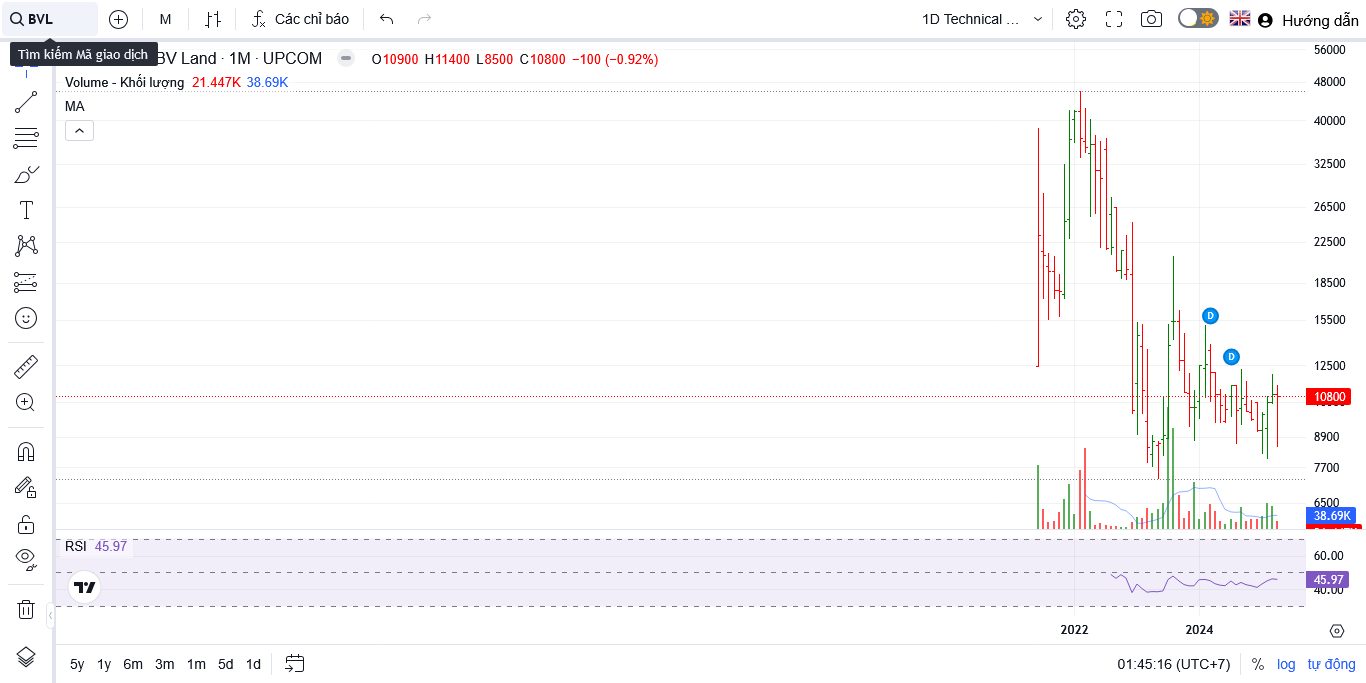 BVL
M
Các chỉ báo
1D Technical ...
Hướng dẫn
Tìm kiếm Mã giao dịch
BV Land · 1M · UPCOM
O10900 H11400 L8500 C10800 −100 (−0.92%)
Volume - Khối lượng 21.447K 38.69K
MA
56000
48000
40000
32500
26500
22500
18500
15500
12500
10800
8900
7700
6500
38.69K
D
D
RSI 45.97
60.00
45.97
40.00
2022
2024
5y 1y 6m 3m 1m 5d 1d
01:45:16 (UTC+7)
%
log
tự động